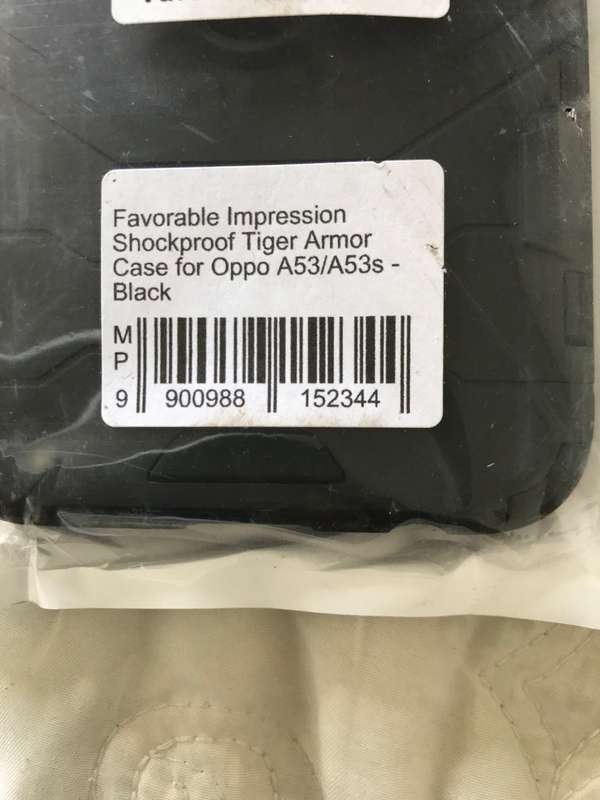 Favorable Impression
Shockproof Tiger Armor
Case for Oppo A53/A53s -
Black
M
P
9 900988 152344